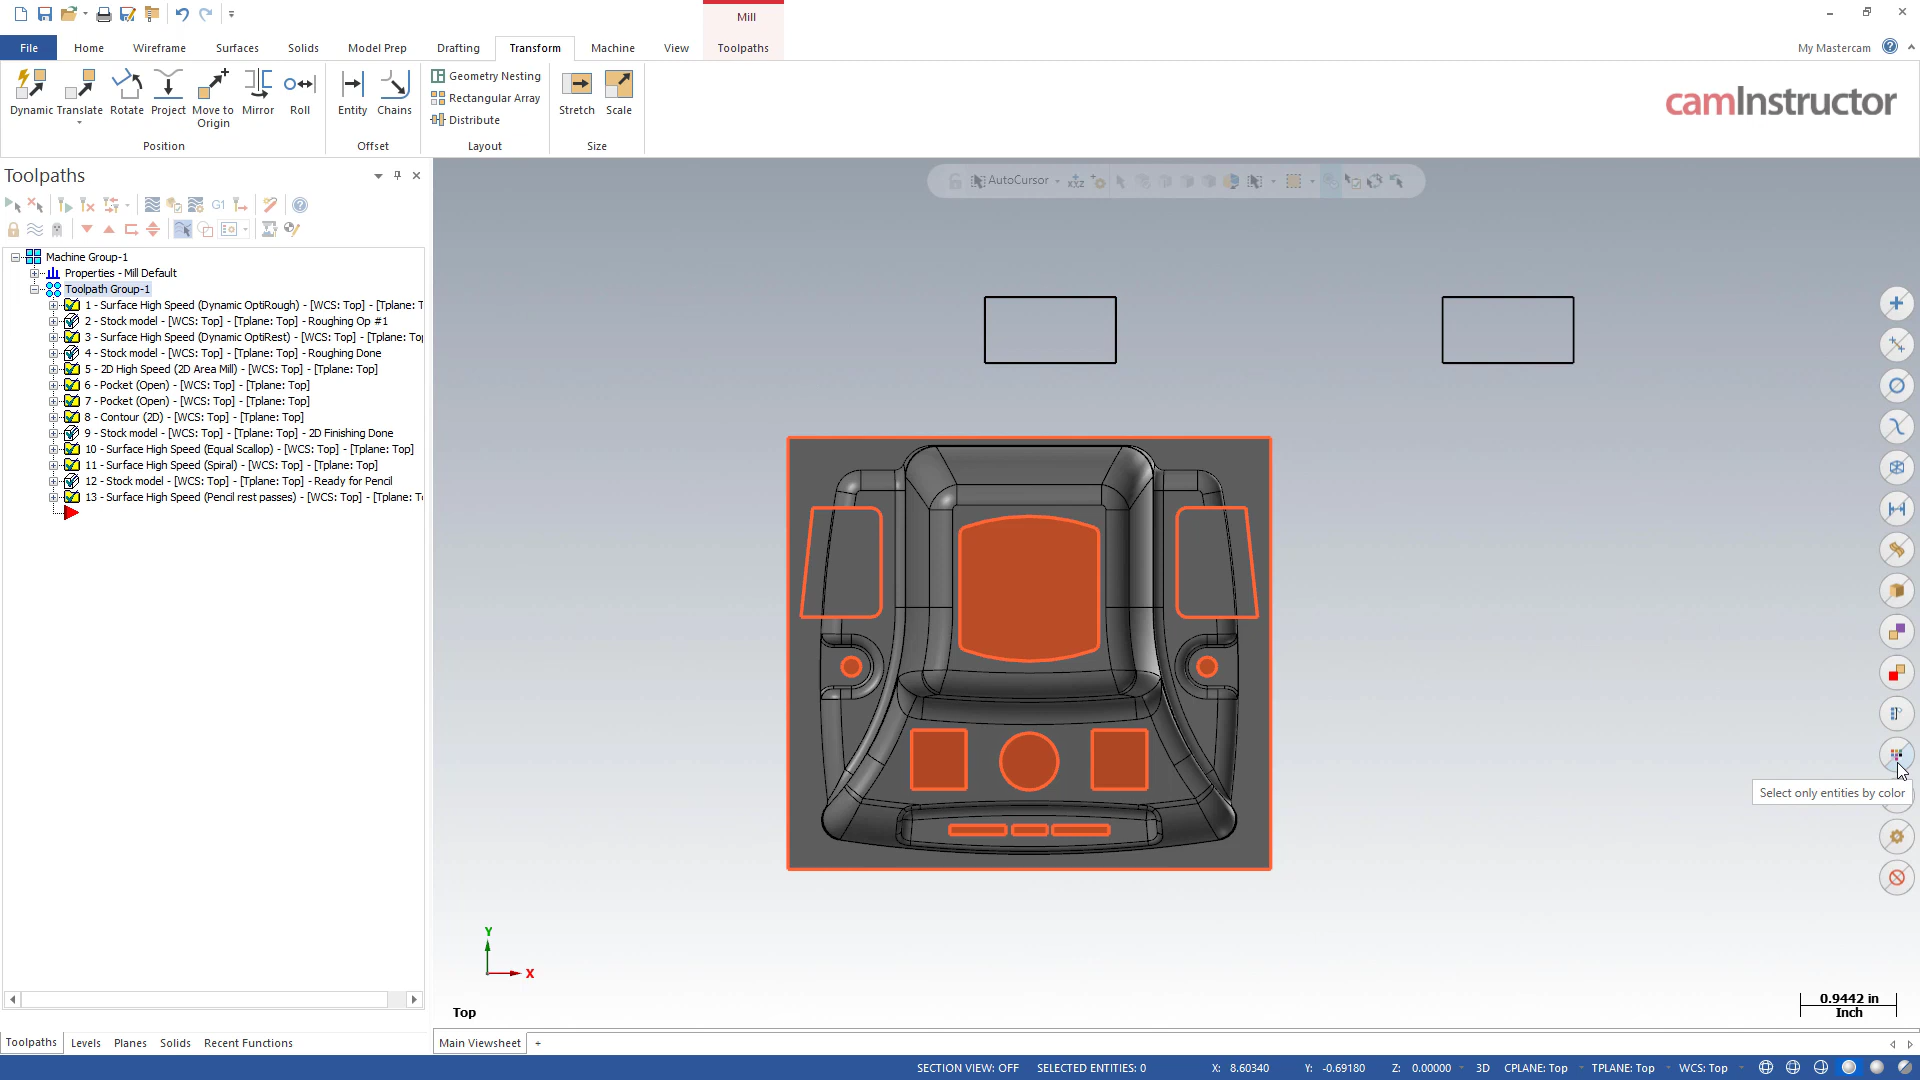 Mill
File
Home
Wireframe
Surfaces
Solids
Model Prep
Drafting
Transform
Machine
View
Toolpaths
My Mastercam
Dynamic
Translate
Rotate
Project
Move to
Origin
Mirror
Roll
Position
Entity
Chains
Offset
Geometry Nesting
Rectangular Array
Distribute
Layout
Stretch
Scale
Size
camInstructor
Toolpaths
G1
AutoCursor
xyz
Machine Group-1
Properties - Mill Default
Toolpath Group-1
1 - Surface High Speed (Dynamic OptiRough) - [WCS: Top] - [Tplane: T
2 - Stock model - [WCS: Top] - [Tplane: Top] - Roughing Op #1
3 - Surface High Speed (Dynamic OptiRest) - [WCS: Top] - [Tplane: To
4 - Stock model - [WCS: Top] - [Tplane: Top] - Roughing Done
5 - 2D High Speed (2D Area Mill) - [WCS: Top] - [Tplane: Top]
6 - Pocket (Open) - [WCS: Top] - [Tplane: Top]
7 - Pocket (Open) - [WCS: Top] - [Tplane: Top]
8 - Contour (2D) - [WCS: Top] - [Tplane: Top]
9 - Stock model - [WCS: Top] - [Tplane: Top] - 2D Finishing Done
10 - Surface High Speed (Equal Scallop) - [WCS: Top] - [Tplane: Top]
11 - Surface High Speed (Spiral) - [WCS: Top] - [Tplane: Top]
12 - Stock model - [WCS: Top] - [Tplane: Top] - Ready for Pencil
13 - Surface High Speed (Pencil rest passes) - [WCS: Top] - [Tplane: T
Select only entities by color
Y
X
Top
0.9442 in
Inch
Toolpaths
Levels
Planes
Solids
Recent Functions
Main Viewsheet
+
SECTION VIEW: OFF
SELECTED ENTITIES: 0
X: 8.60340
Y: -0.69180
Z: 0.00000
3D
CPLANE: Top
TPLANE: Top
WCS: Top